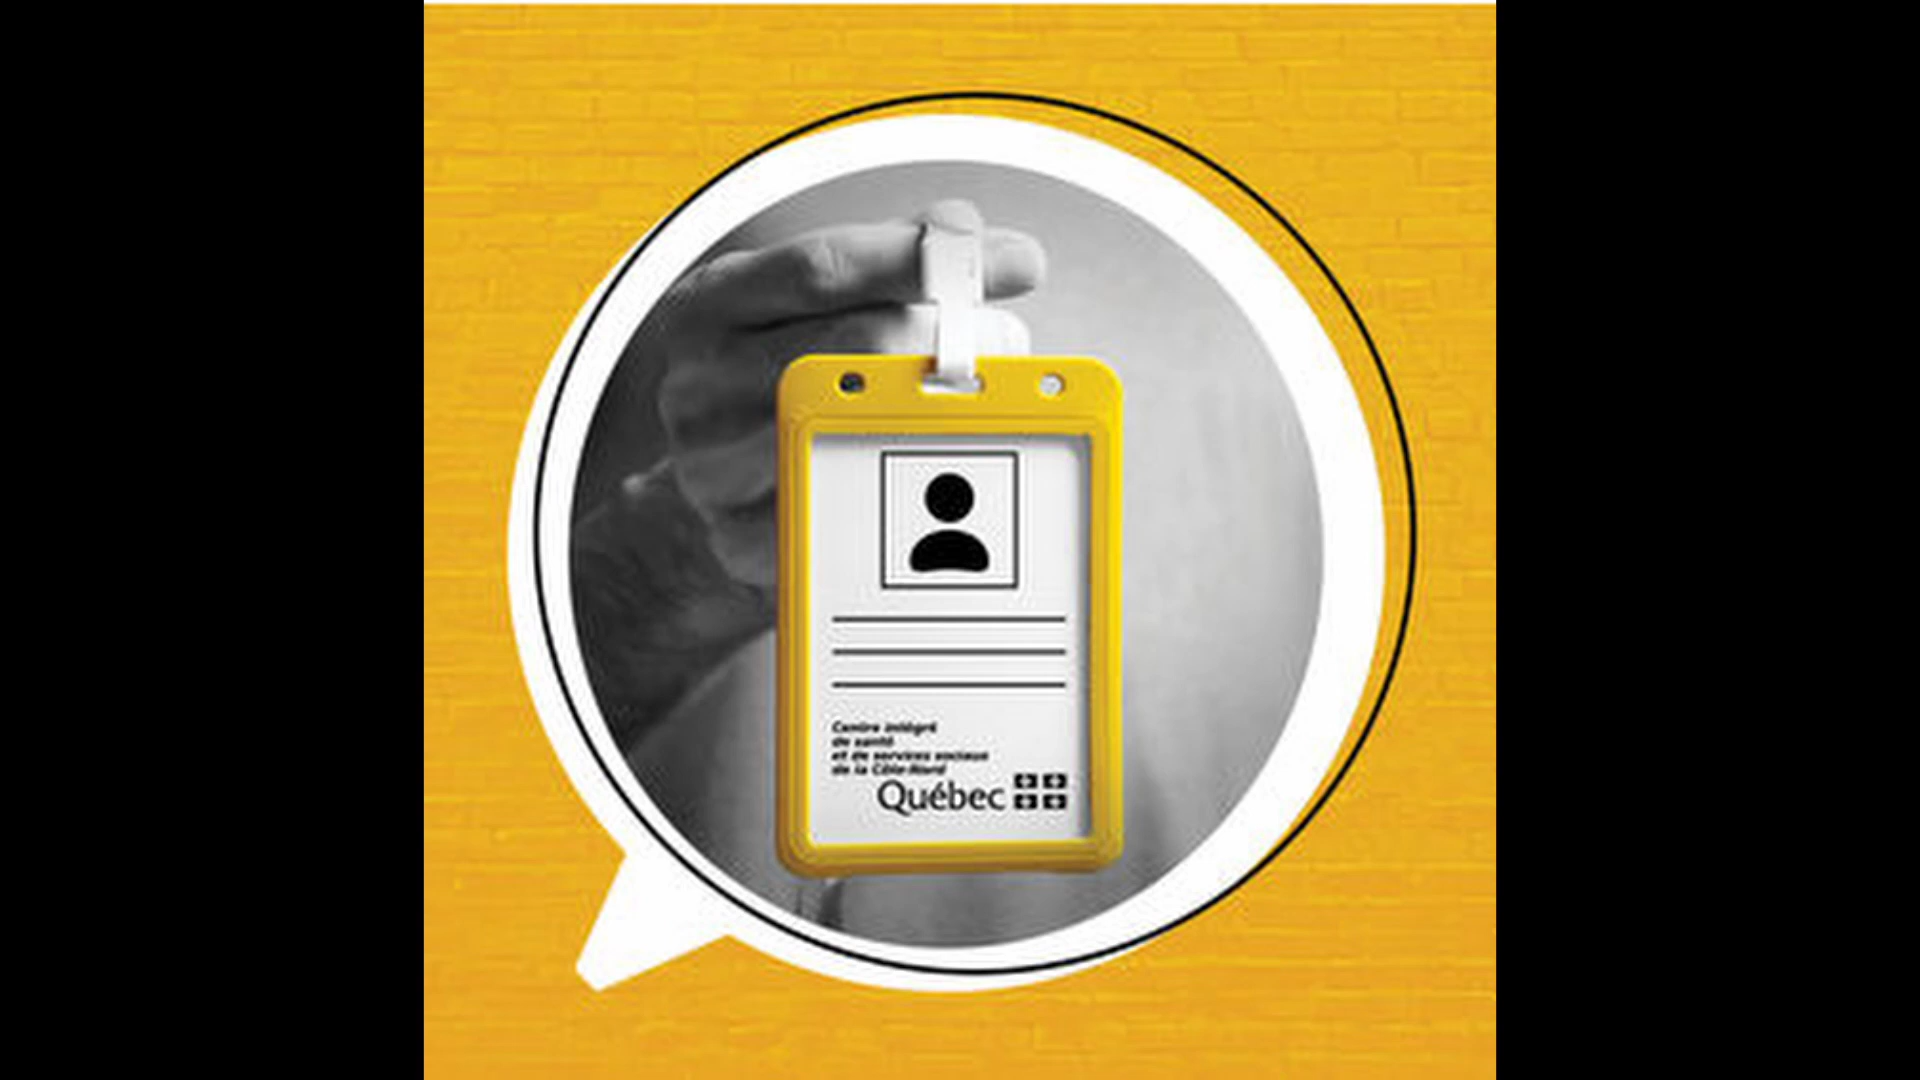 Centre intégré
de santé
et de services sociaux
de la Côte-Nord
Québec